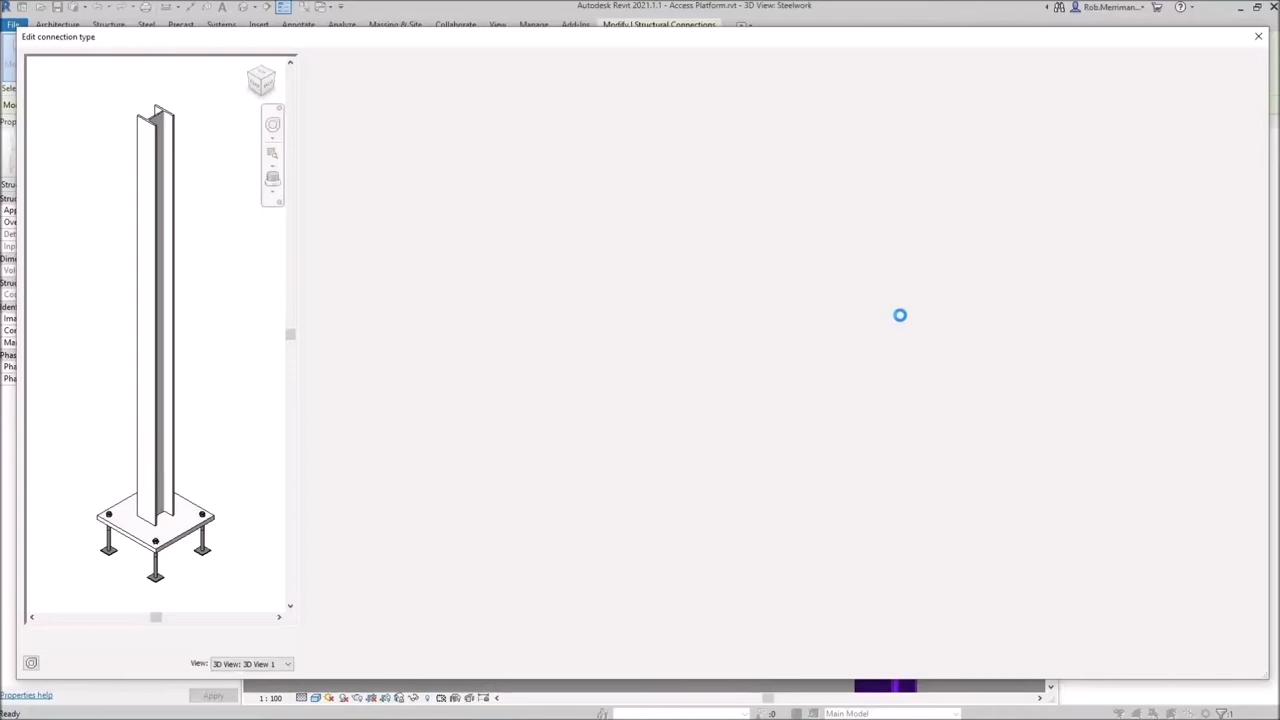 Autodesk Revit 2021.1.1 - Access Platform.rvt - 3D View: Steelwork
Rob.Merriman...
File Architecture Structure Steel Precast Systems Insert Annotate Analyze Massing & Site Collaborate View Manage Add-Ins Modify | Structural Connections
Edit connection type
View: 3D View: 3D View 1
Properties help
Apply
1 : 100
Ready
:0
Main Model
:1